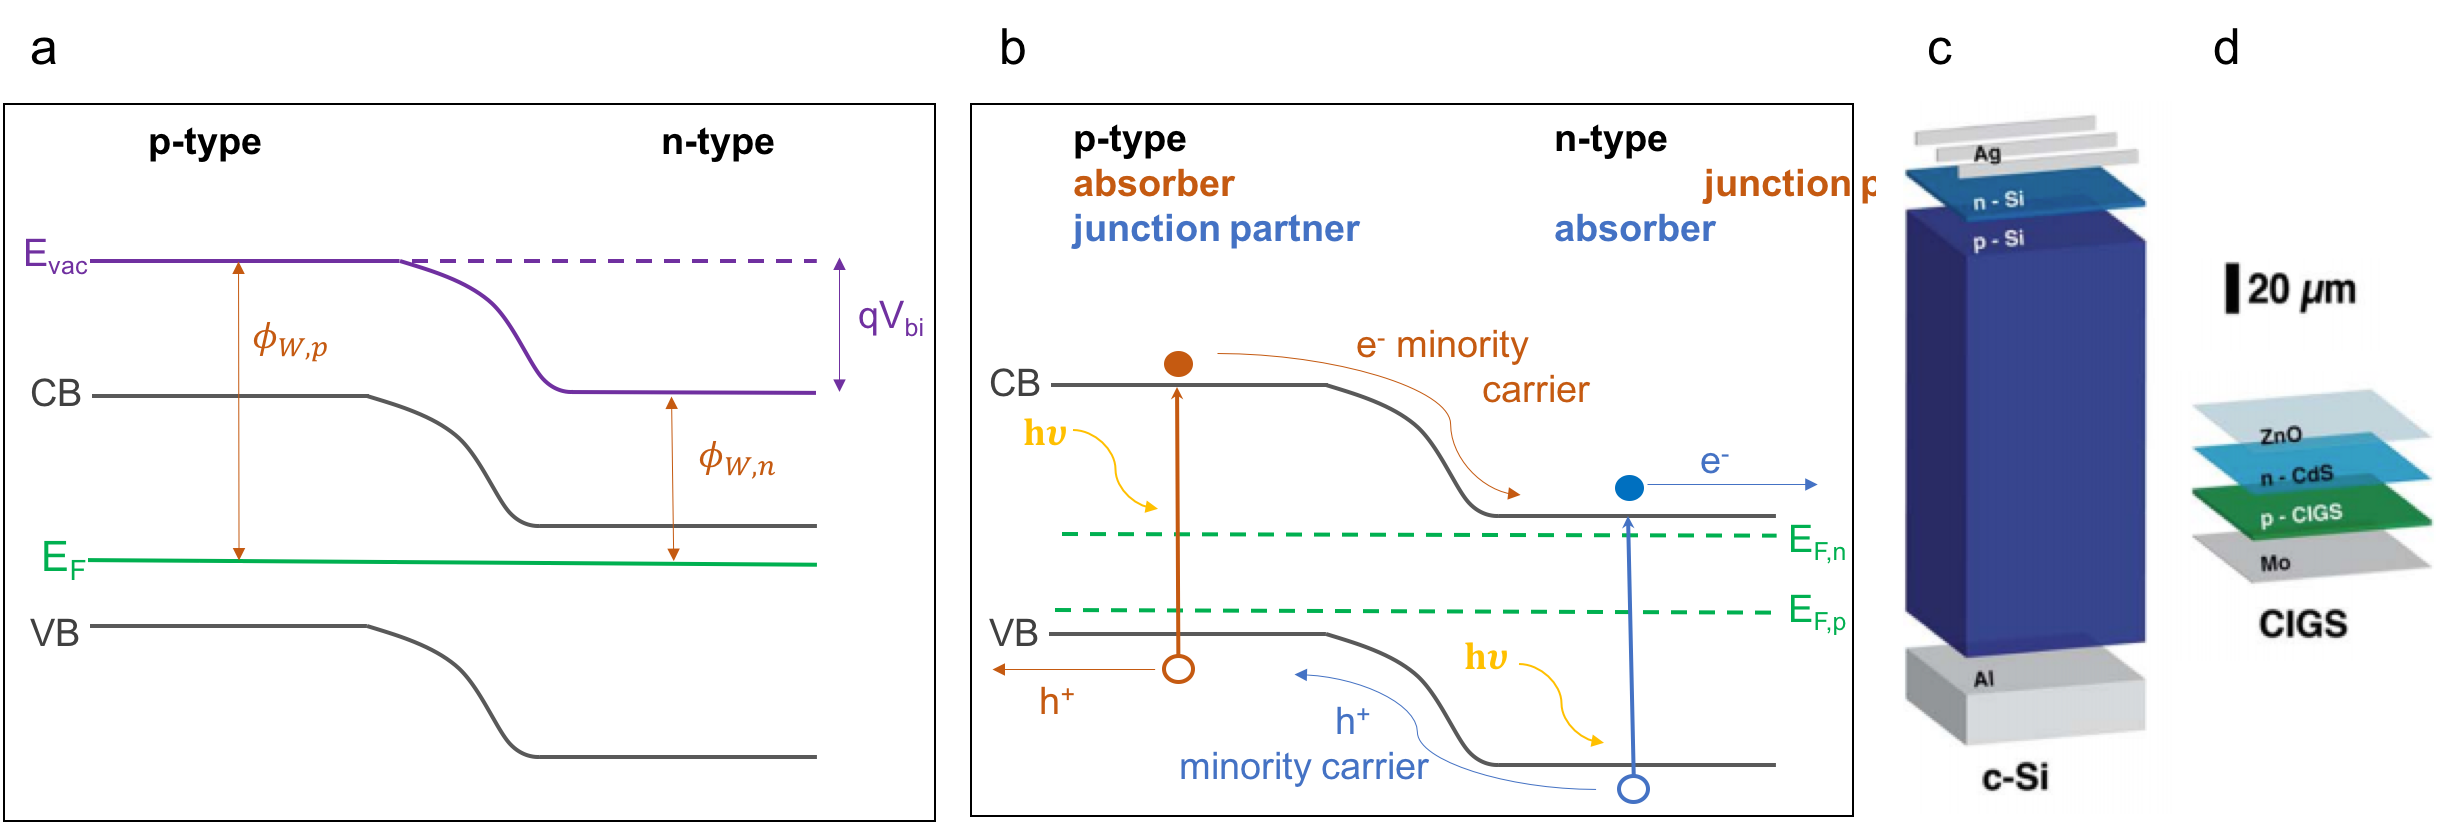 a
p-type
n-type
Evac
qVbi
ϕW,p
CB
ϕW,n
EF
VB
b
p-type
n-type
absorber
junction p
junction partner
absorber
e- minority
carrier
CB
hυ
e-
EF,n
EF,p
VB
hυ
h+
h+
minority carrier
c
Ag
n - Si
p - Si
Al
c-Si
d
20 μm
ZnO
n - CdS
p - CIGS
Mo
CIGS